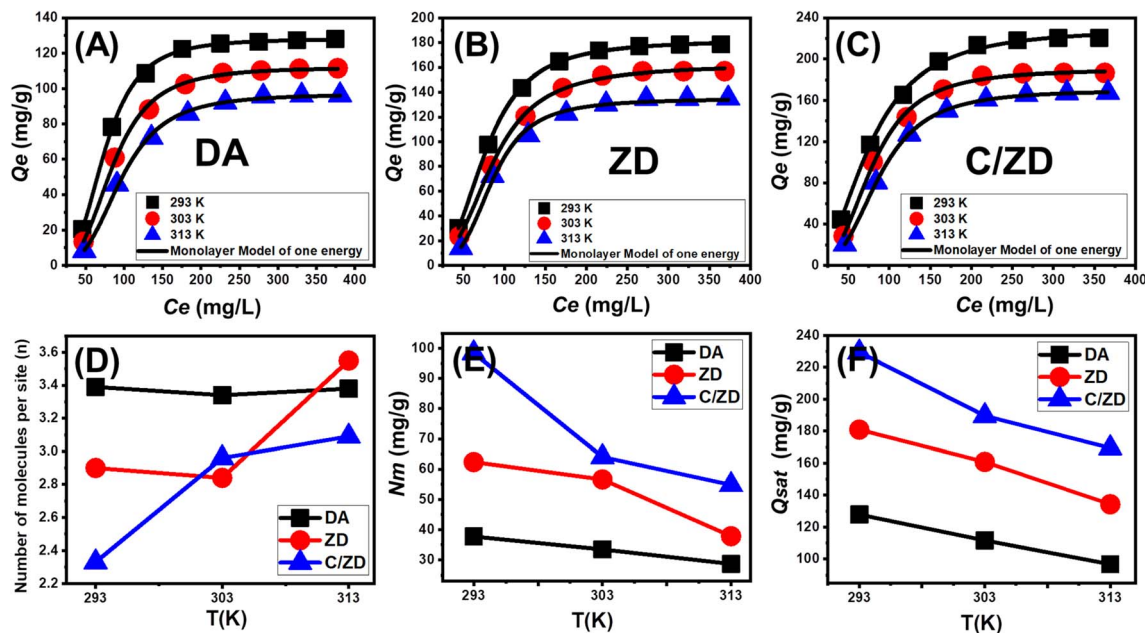 (A)
140
120
100
80
60
40
20
0
Qe (mg/g)
DA
293 K
303 K
313 K
Monolayer Model of one energy
50 100 150 200 250 300 350 400
Ce (mg/L)
(B)
200
180
160
140
120
100
80
60
40
20
0
Qe (mg/g)
ZD
293 K
303 K
313 K
Monolayer Model of one energy
50 100 150 200 250 300 350 400
Ce (mg/L)
(C)
240
200
160
120
80
40
0
Qe (mg/g)
C/ZD
293 K
303 K
313 K
Monolayer Model of one energy
50 100 150 200 250 300 350 400
Ce (mg/L)
(D)
3.6
3.4
3.2
3.0
2.8
2.6
2.4
2.2
Number of molecules per site (n)
DA
ZD
C/ZD
293 303 313
T(K)
(E)
100
90
80
70
60
50
40
30
Nm (mg/g)
DA
ZD
C/ZD
293 303 313
T(K)
(F)
240
220
200
180
160
140
120
100
Qsat (mg/g)
DA
ZD
C/ZD
293 303 313
T(K)